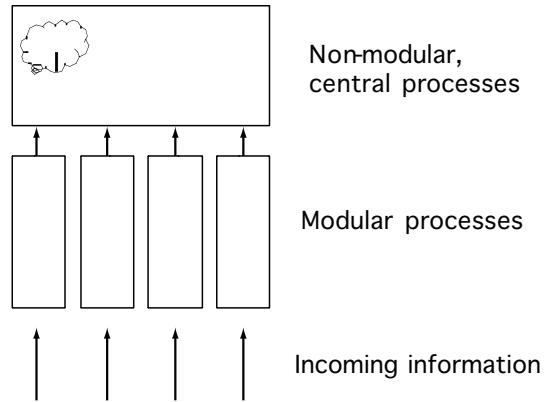 Non-modular,
central processes
Modular processes
Incoming information